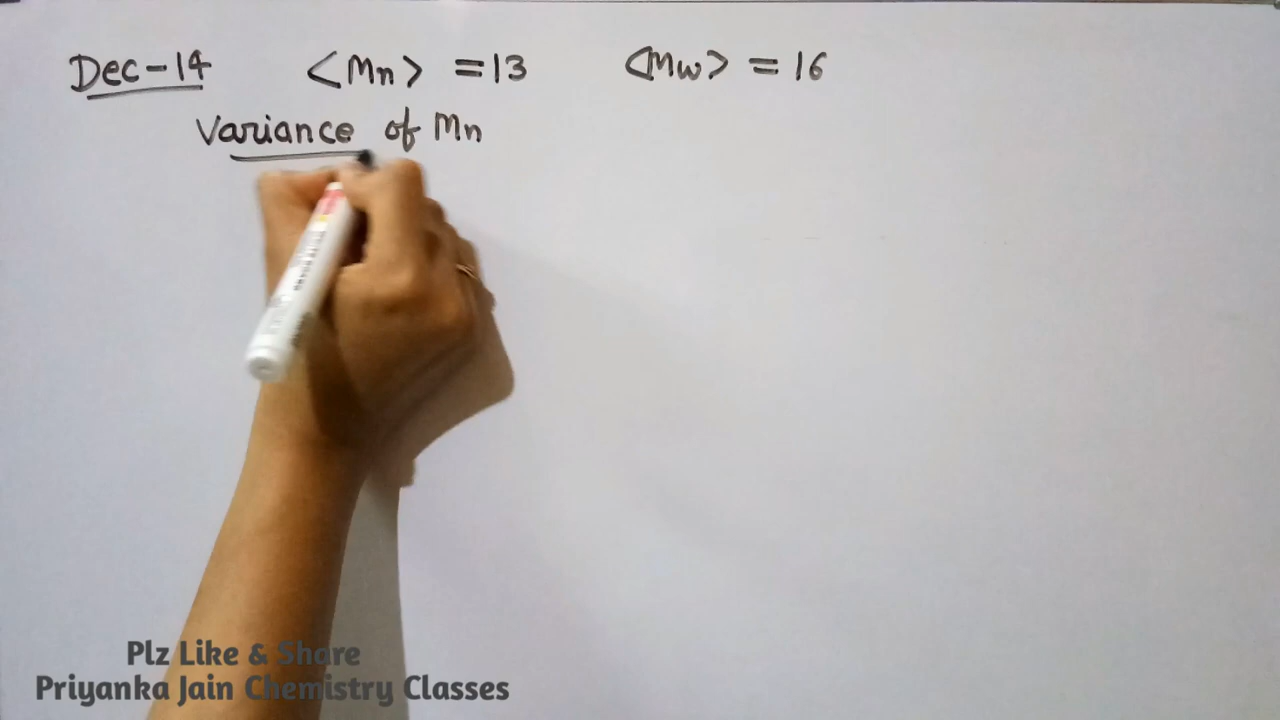 Dec-14 <Mn> = 13 <Mw> = 16
Variance of Mn
Plz Like & Share
Priyanka Jain Chemistry Classes